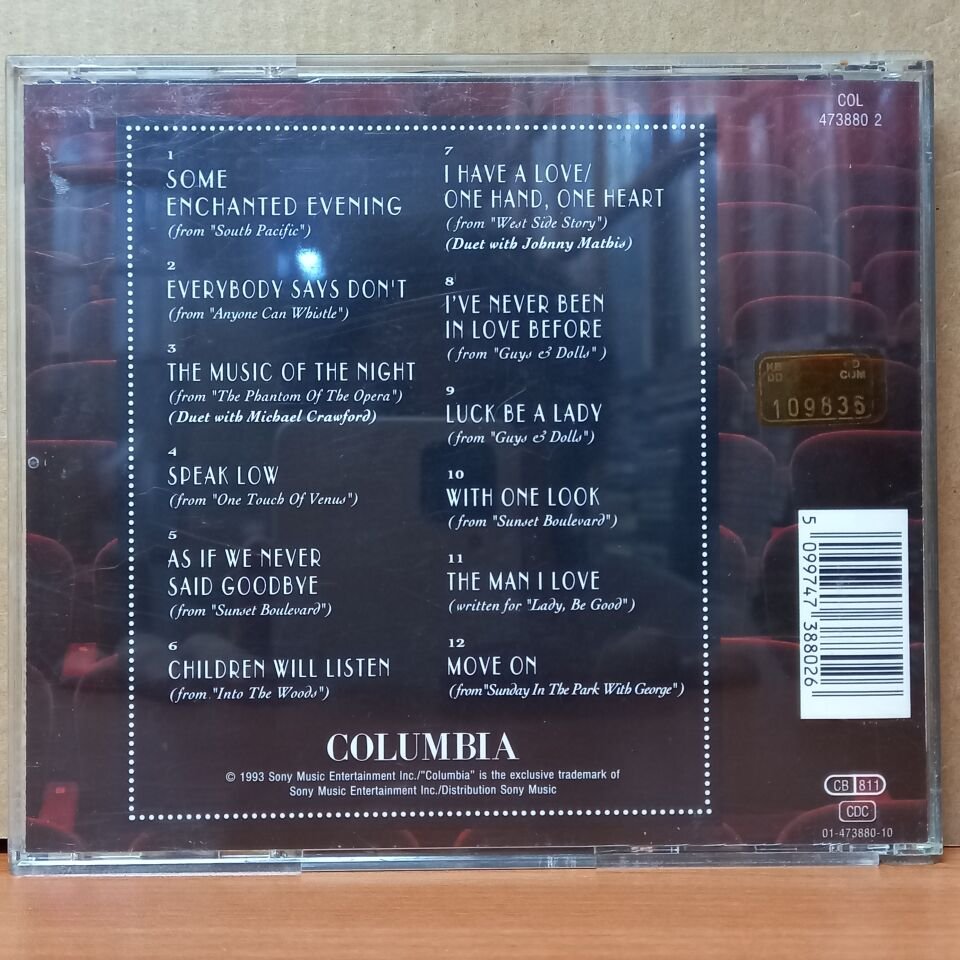 COL
473880 2
1
SOME
ENCHANTED EVENING
(from "South Pacific")
2
EVERYBODY SAYS DON'T
(from "Anyone Can Whistle")
3
THE MUSIC OF THE NIGHT
(from "The Phantom Of The Opera")
(Duet with Michael Crawford)
4
SPEAK LOW
(from "One Touch Of Venus")
5
AS IF WE NEVER
SAID GOODBYE
(from "Sunset Boulevard")
6
CHILDREN WILL LISTEN
(from "Into The Woods")
7
I HAVE A LOVE/
ONE HAND, ONE HEART
(from "West Side Story")
(Duet with Johnny Mathis)
8
I'VE NEVER BEEN
IN LOVE BEFORE
(from "Guys & Dolls")
9
LUCK BE A LADY
(from "Guys & Dolls")
10
WITH ONE LOOK
(from "Sunset Boulevard")
11
THE MAN I LOVE
(written for "Lady, Be Good")
12
MOVE ON
(from "Sunday In The Park With George")
COLUMBIA
© 1993 Sony Music Entertainment Inc./"Columbia" is the exclusive trademark of
Sony Music Entertainment Inc./Distribution Sony Music
COM
109836
5 099747 388026
CB 811
CDC
01-473880-10